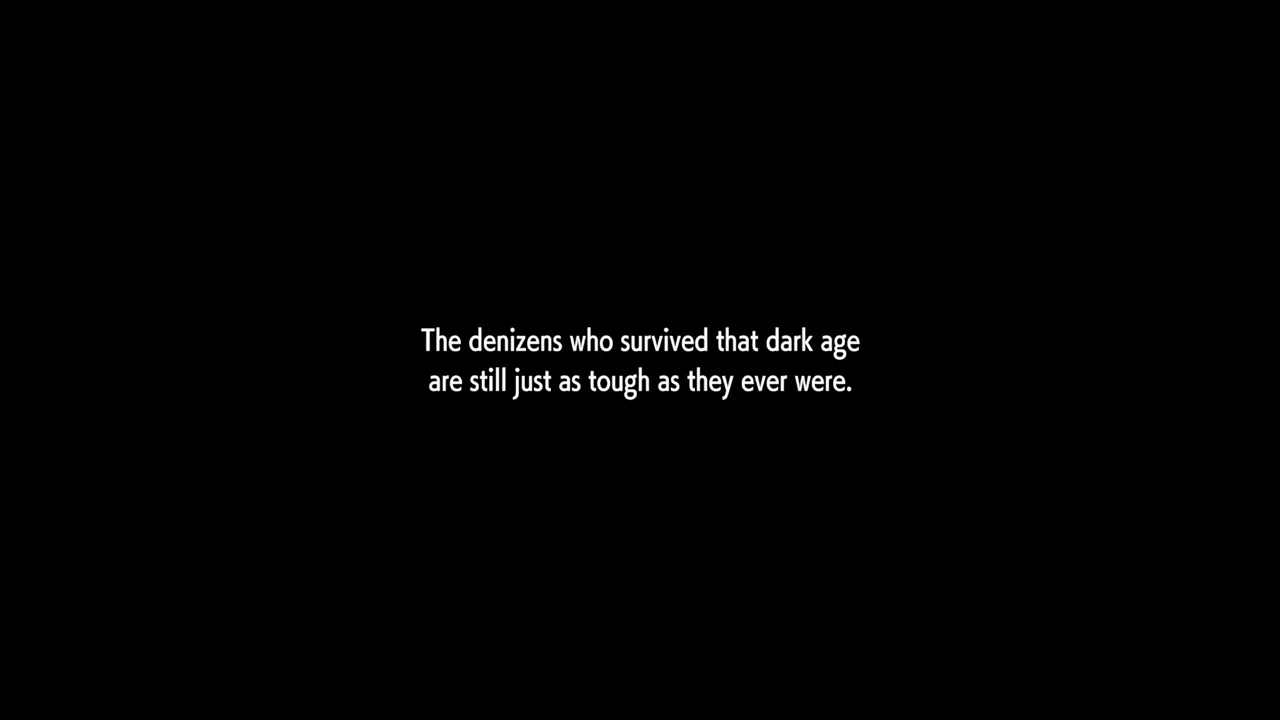 The denizens who survived that dark age
are still just as tough as they ever were.